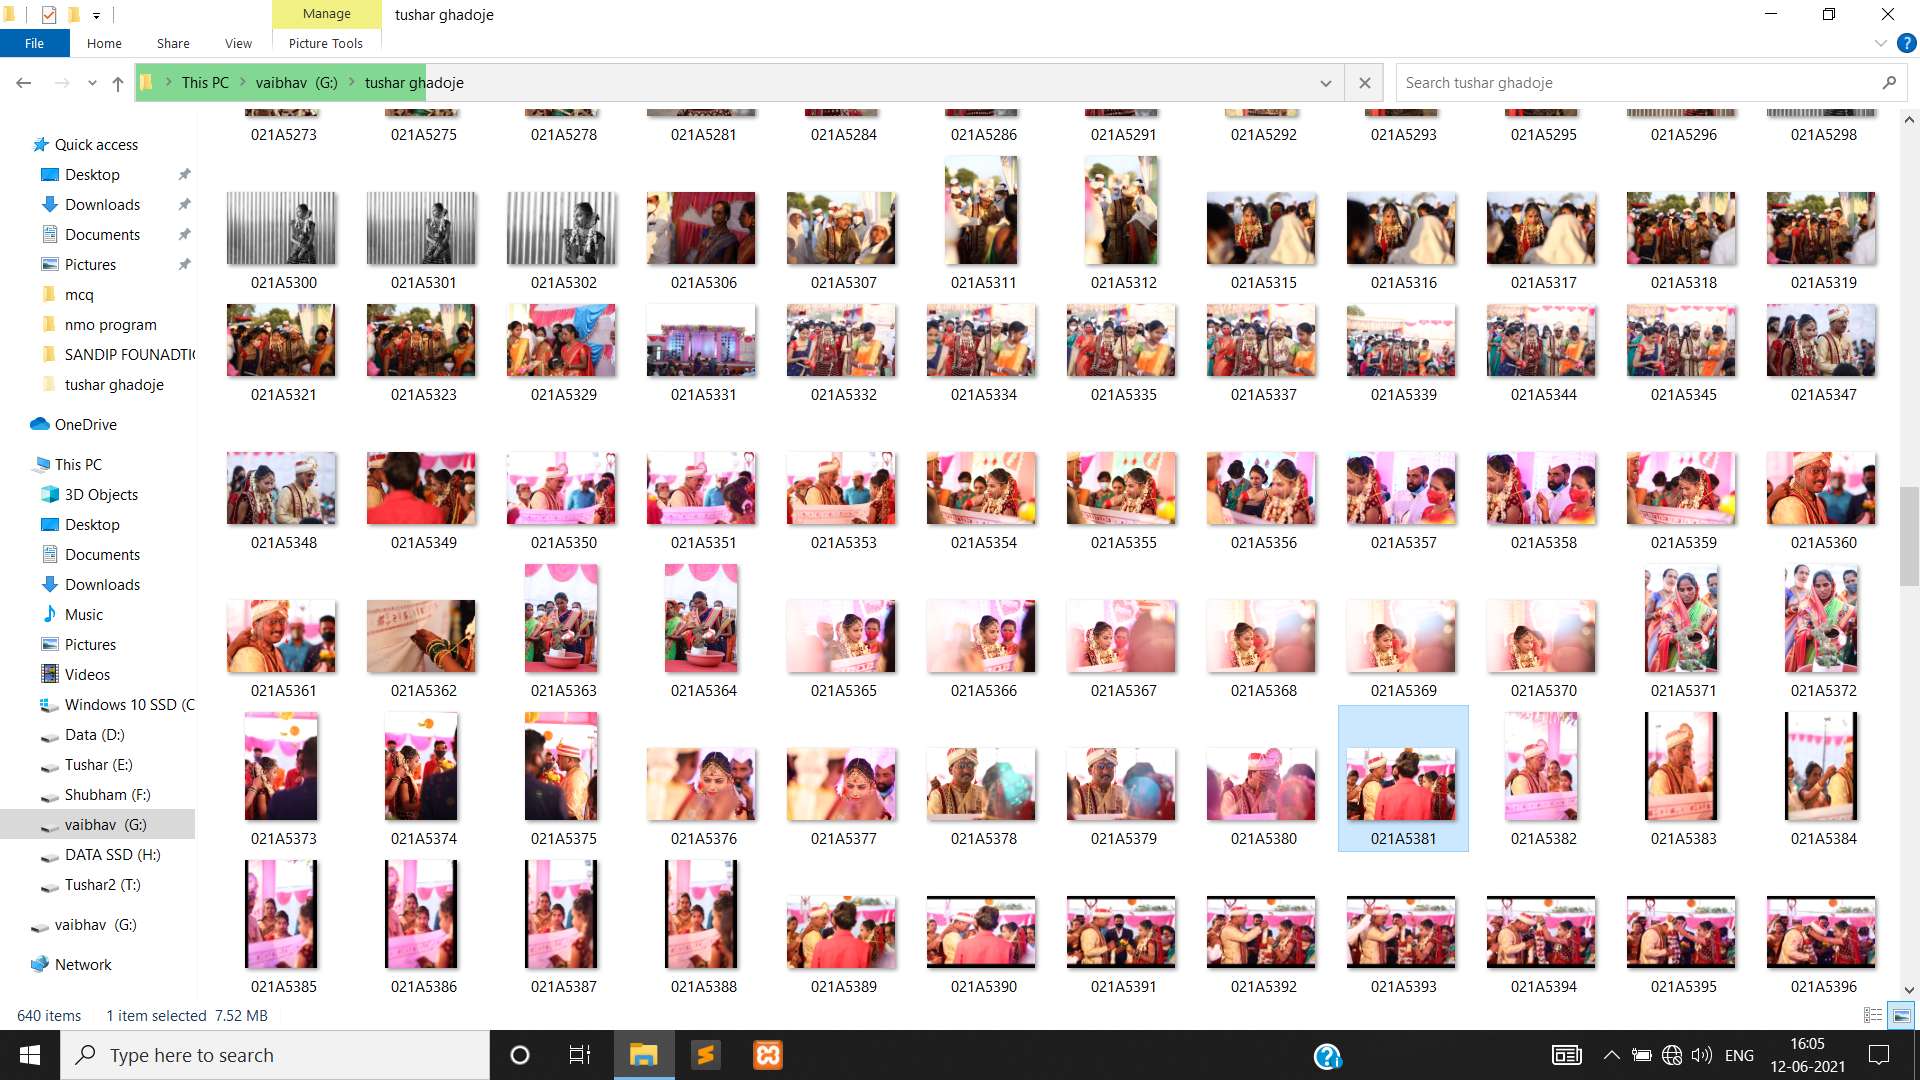 Manage
tushar ghadoje
File
Home
Share
View
Picture Tools
This PC
vaibhav (G:)
tushar ghadoje
Search tushar ghadoje
021A5273 021A5275 021A5278 021A5281 021A5284 021A5286 021A5291 021A5292 021A5293 021A5295 021A5296 021A5298
021A5300 021A5301 021A5302 021A5306 021A5307 021A5311 021A5312 021A5315 021A5316 021A5317 021A5318 021A5319
021A5321 021A5323 021A5329 021A5331 021A5332 021A5334 021A5335 021A5337 021A5339 021A5344 021A5345 021A5347
021A5348 021A5349 021A5350 021A5351 021A5353 021A5354 021A5355 021A5356 021A5357 021A5358 021A5359 021A5360
021A5361 021A5362 021A5363 021A5364 021A5365 021A5366 021A5367 021A5368 021A5369 021A5370 021A5371 021A5372
021A5373 021A5374 021A5375 021A5376 021A5377 021A5378 021A5379 021A5380 021A5381 021A5382 021A5383 021A5384
021A5385 021A5386 021A5387 021A5388 021A5389 021A5390 021A5391 021A5392 021A5393 021A5394 021A5395 021A5396
Quick access
Desktop
Downloads
Documents
Pictures
mcq
nmo program
SANDIP FOUNADTIO
tushar ghadoje
OneDrive
This PC
3D Objects
Desktop
Documents
Downloads
Music
Pictures
Videos
Windows 10 SSD (C
Data (D:)
Tushar (E:)
Shubham (F:)
vaibhav (G:)
DATA SSD (H:)
Tushar2 (T:)
vaibhav (G:)
Network
640 items
1 item selected 7.52 MB
Type here to search
ENG
16:05
12-06-2021